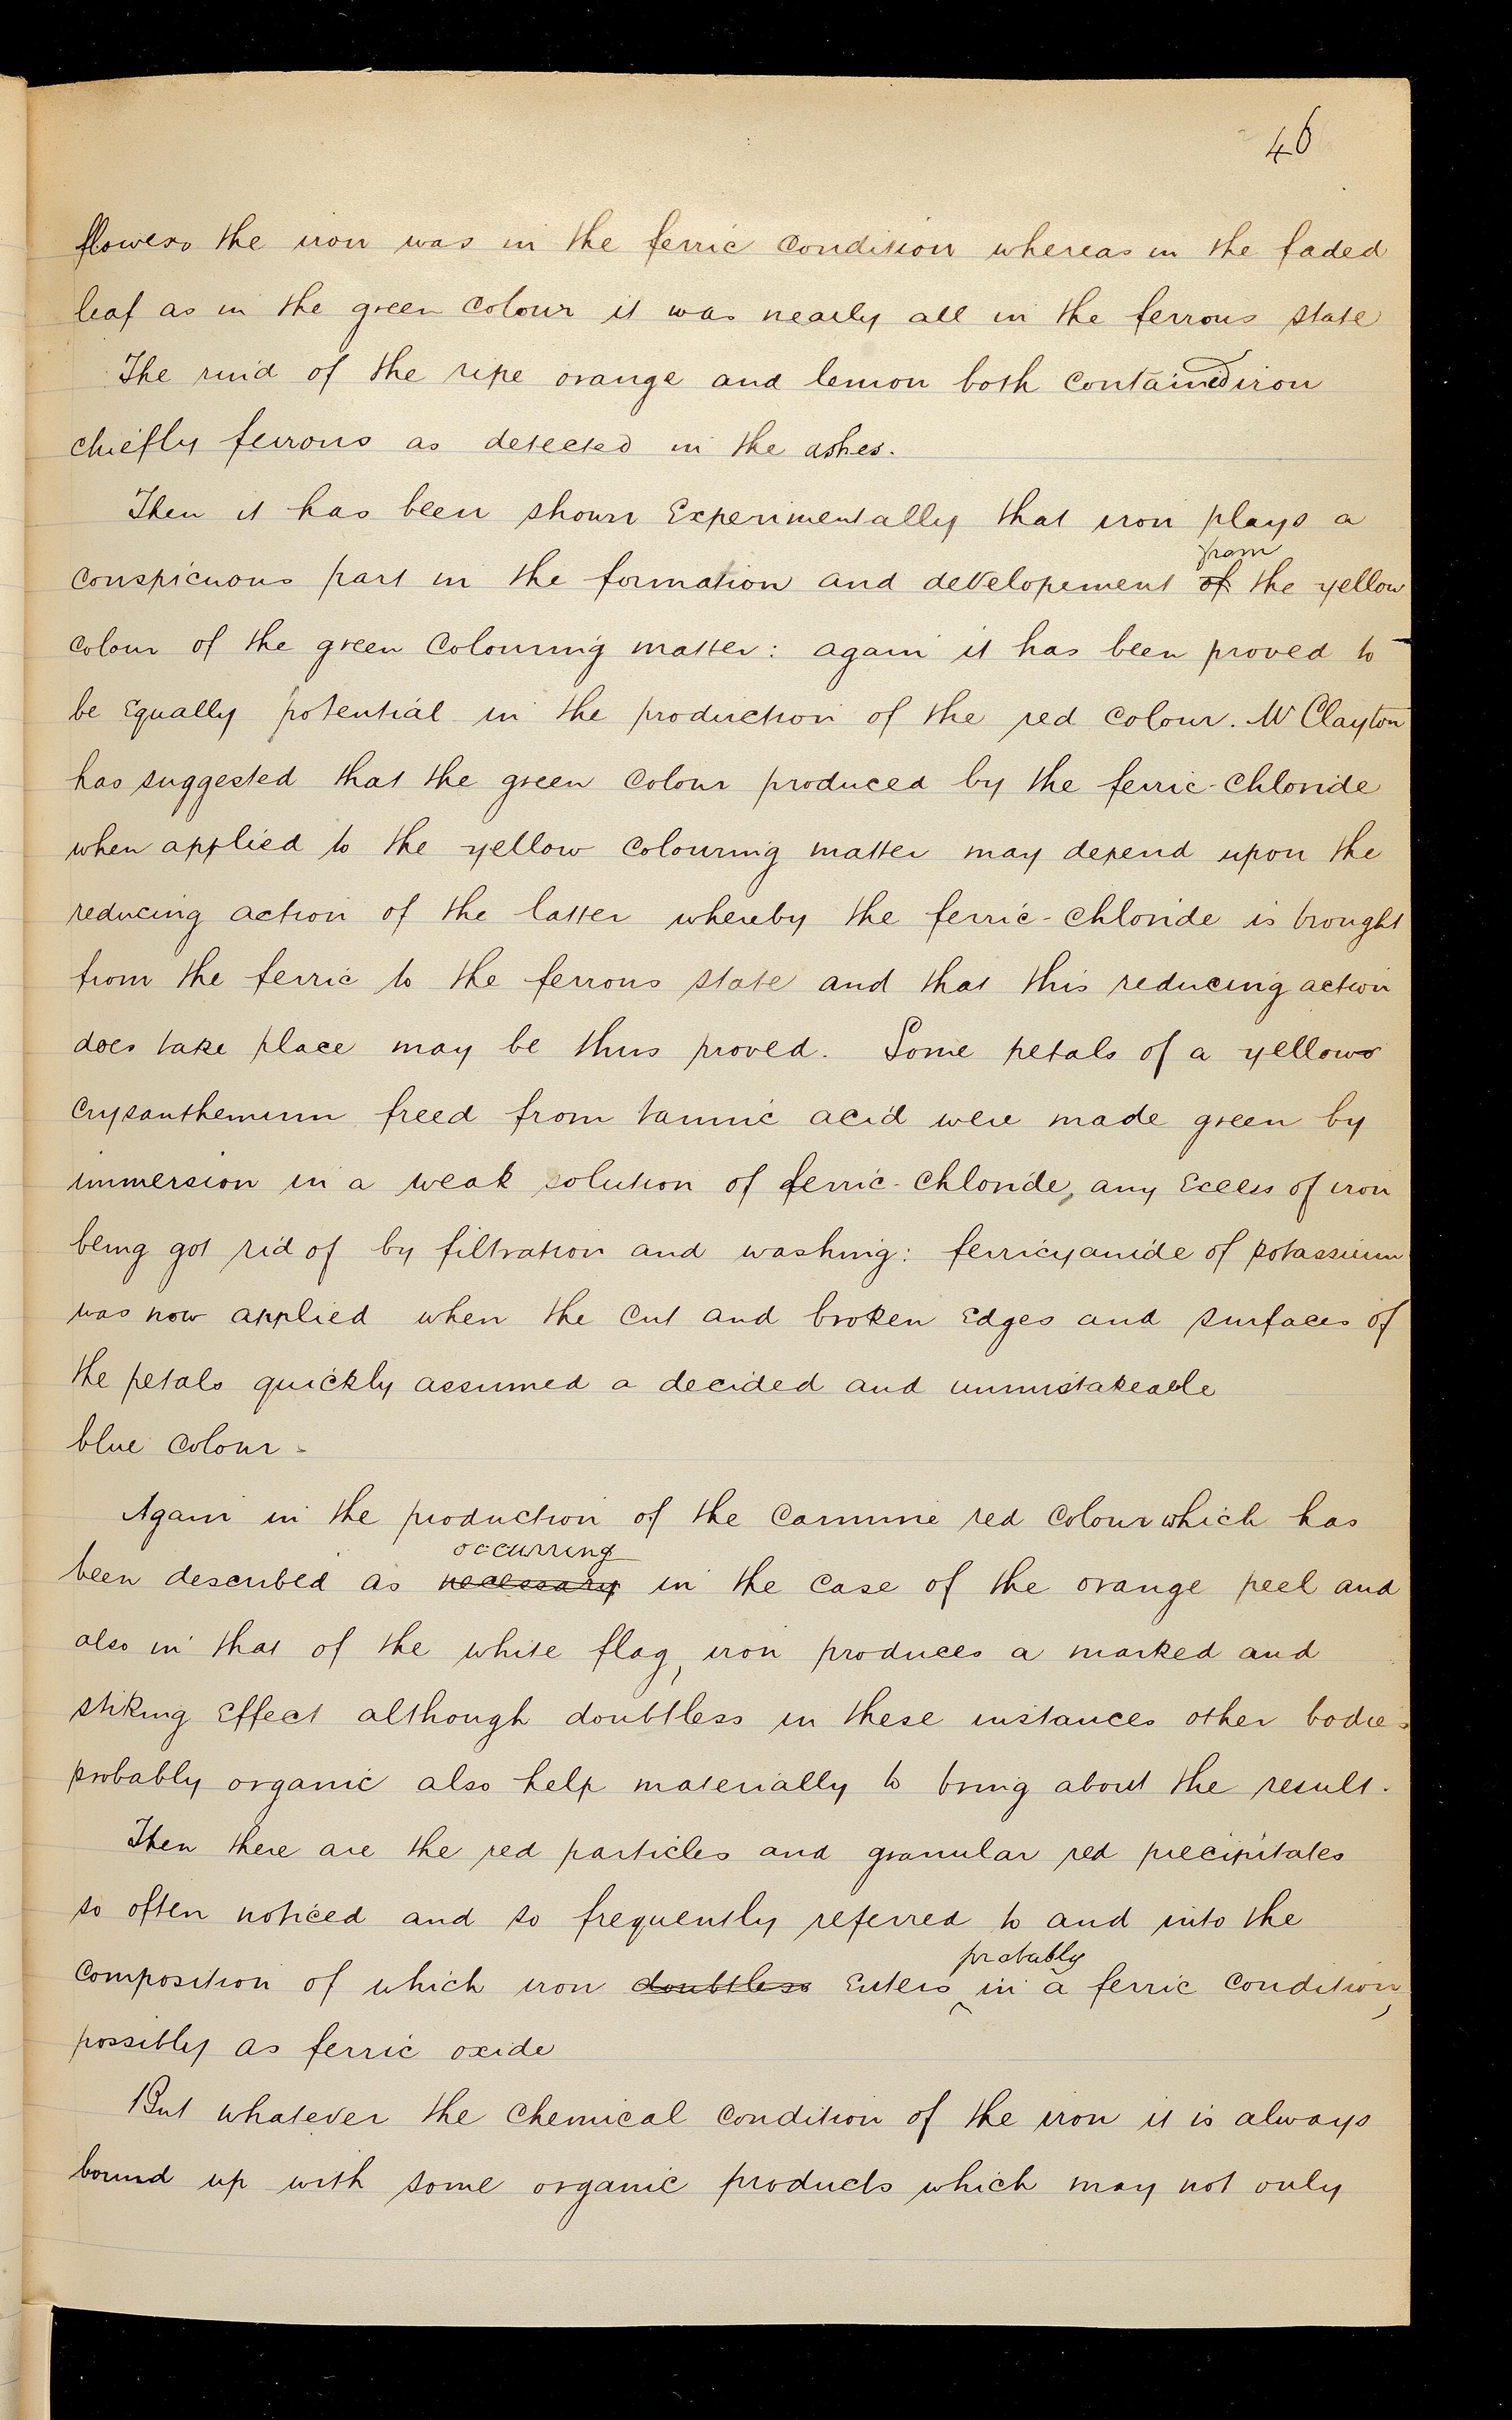 46
flowers the iron was in the ferric condition whereas in the faded
leaf as in the green colour it was nearly all in the ferrous state
The rind of the ripe orange and lemon both contained iron
chiefly ferrous as detected in the ashes.
Then it has been shown Experimentally that iron plays a
from
conspicuous part in the formation and developement of the yellow
colour of the green colouring matter: again it has been proved to
be Equally potential in the production of the red colour. Mr Clayton
has suggested that the green colour produced by the ferric-chloride
when applied to the yellow colouring matter may depend upon the
reducing action of the latter whereby the ferric-chloride is brought
from the ferric to the ferrous state and that this reducing action
does take place may be thus proved. Some petals of a yellow
crysanthemum freed from tannic acid were made green by
immersion in a weak solution of ferric-chloride, any Excess of iron
being got rid of by filtration and washing: ferricyanide of potassium
was now applied when the cut and broken Edges and surfaces of
the petals quickly assumed a decided and unmistakeable
blue colour.
Again in the production of the carmine red colour which has
occurring
been described as necessary in the case of the orange peel and
also in that of the white flag, iron produces a marked and
stiking Effect although doubtless in these instances other bodies
probably organic also help materially to bring about the result.
Then there are the red particles and granular red precipitates
so often noticed and so frequently referred to and into the
probably
composition of which iron doubtless Enters in a ferric condition,
possibly as ferric oxide
But whatever the chemical condition of the iron it is always
bound up with some organic products which may not only